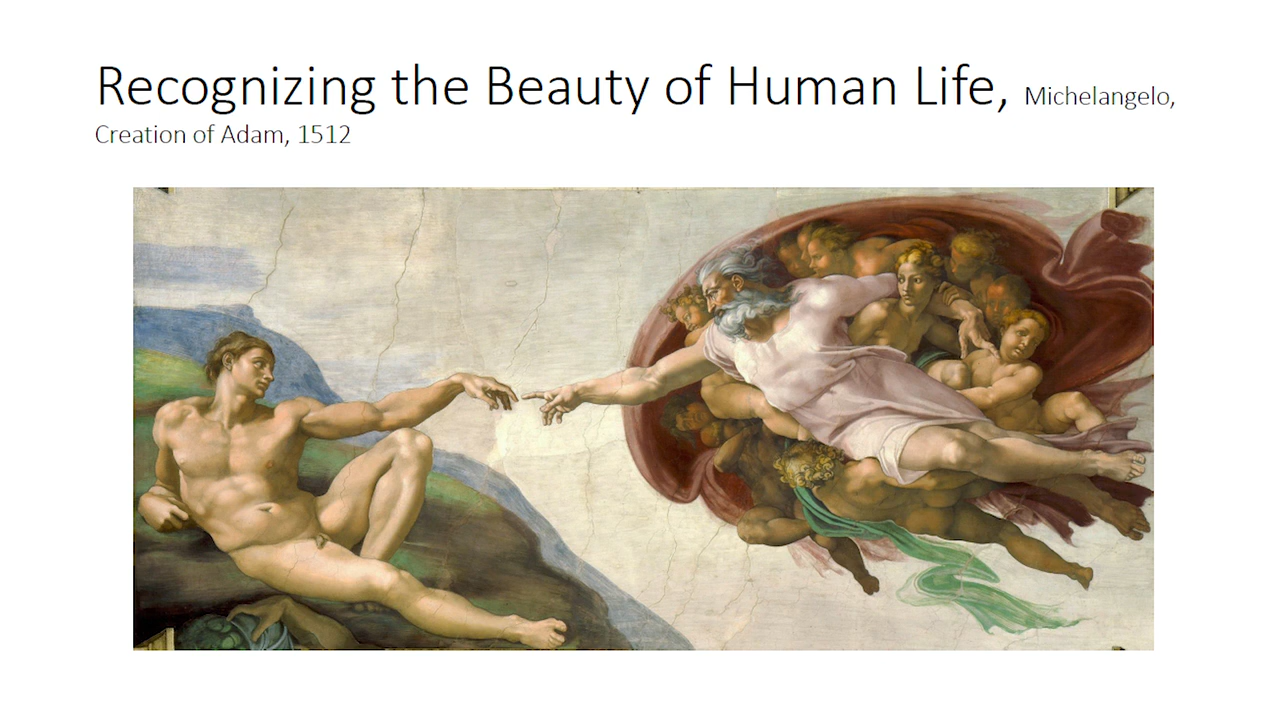 Recognizing the Beauty of Human Life, Michelangelo,
Creation of Adam, 1512